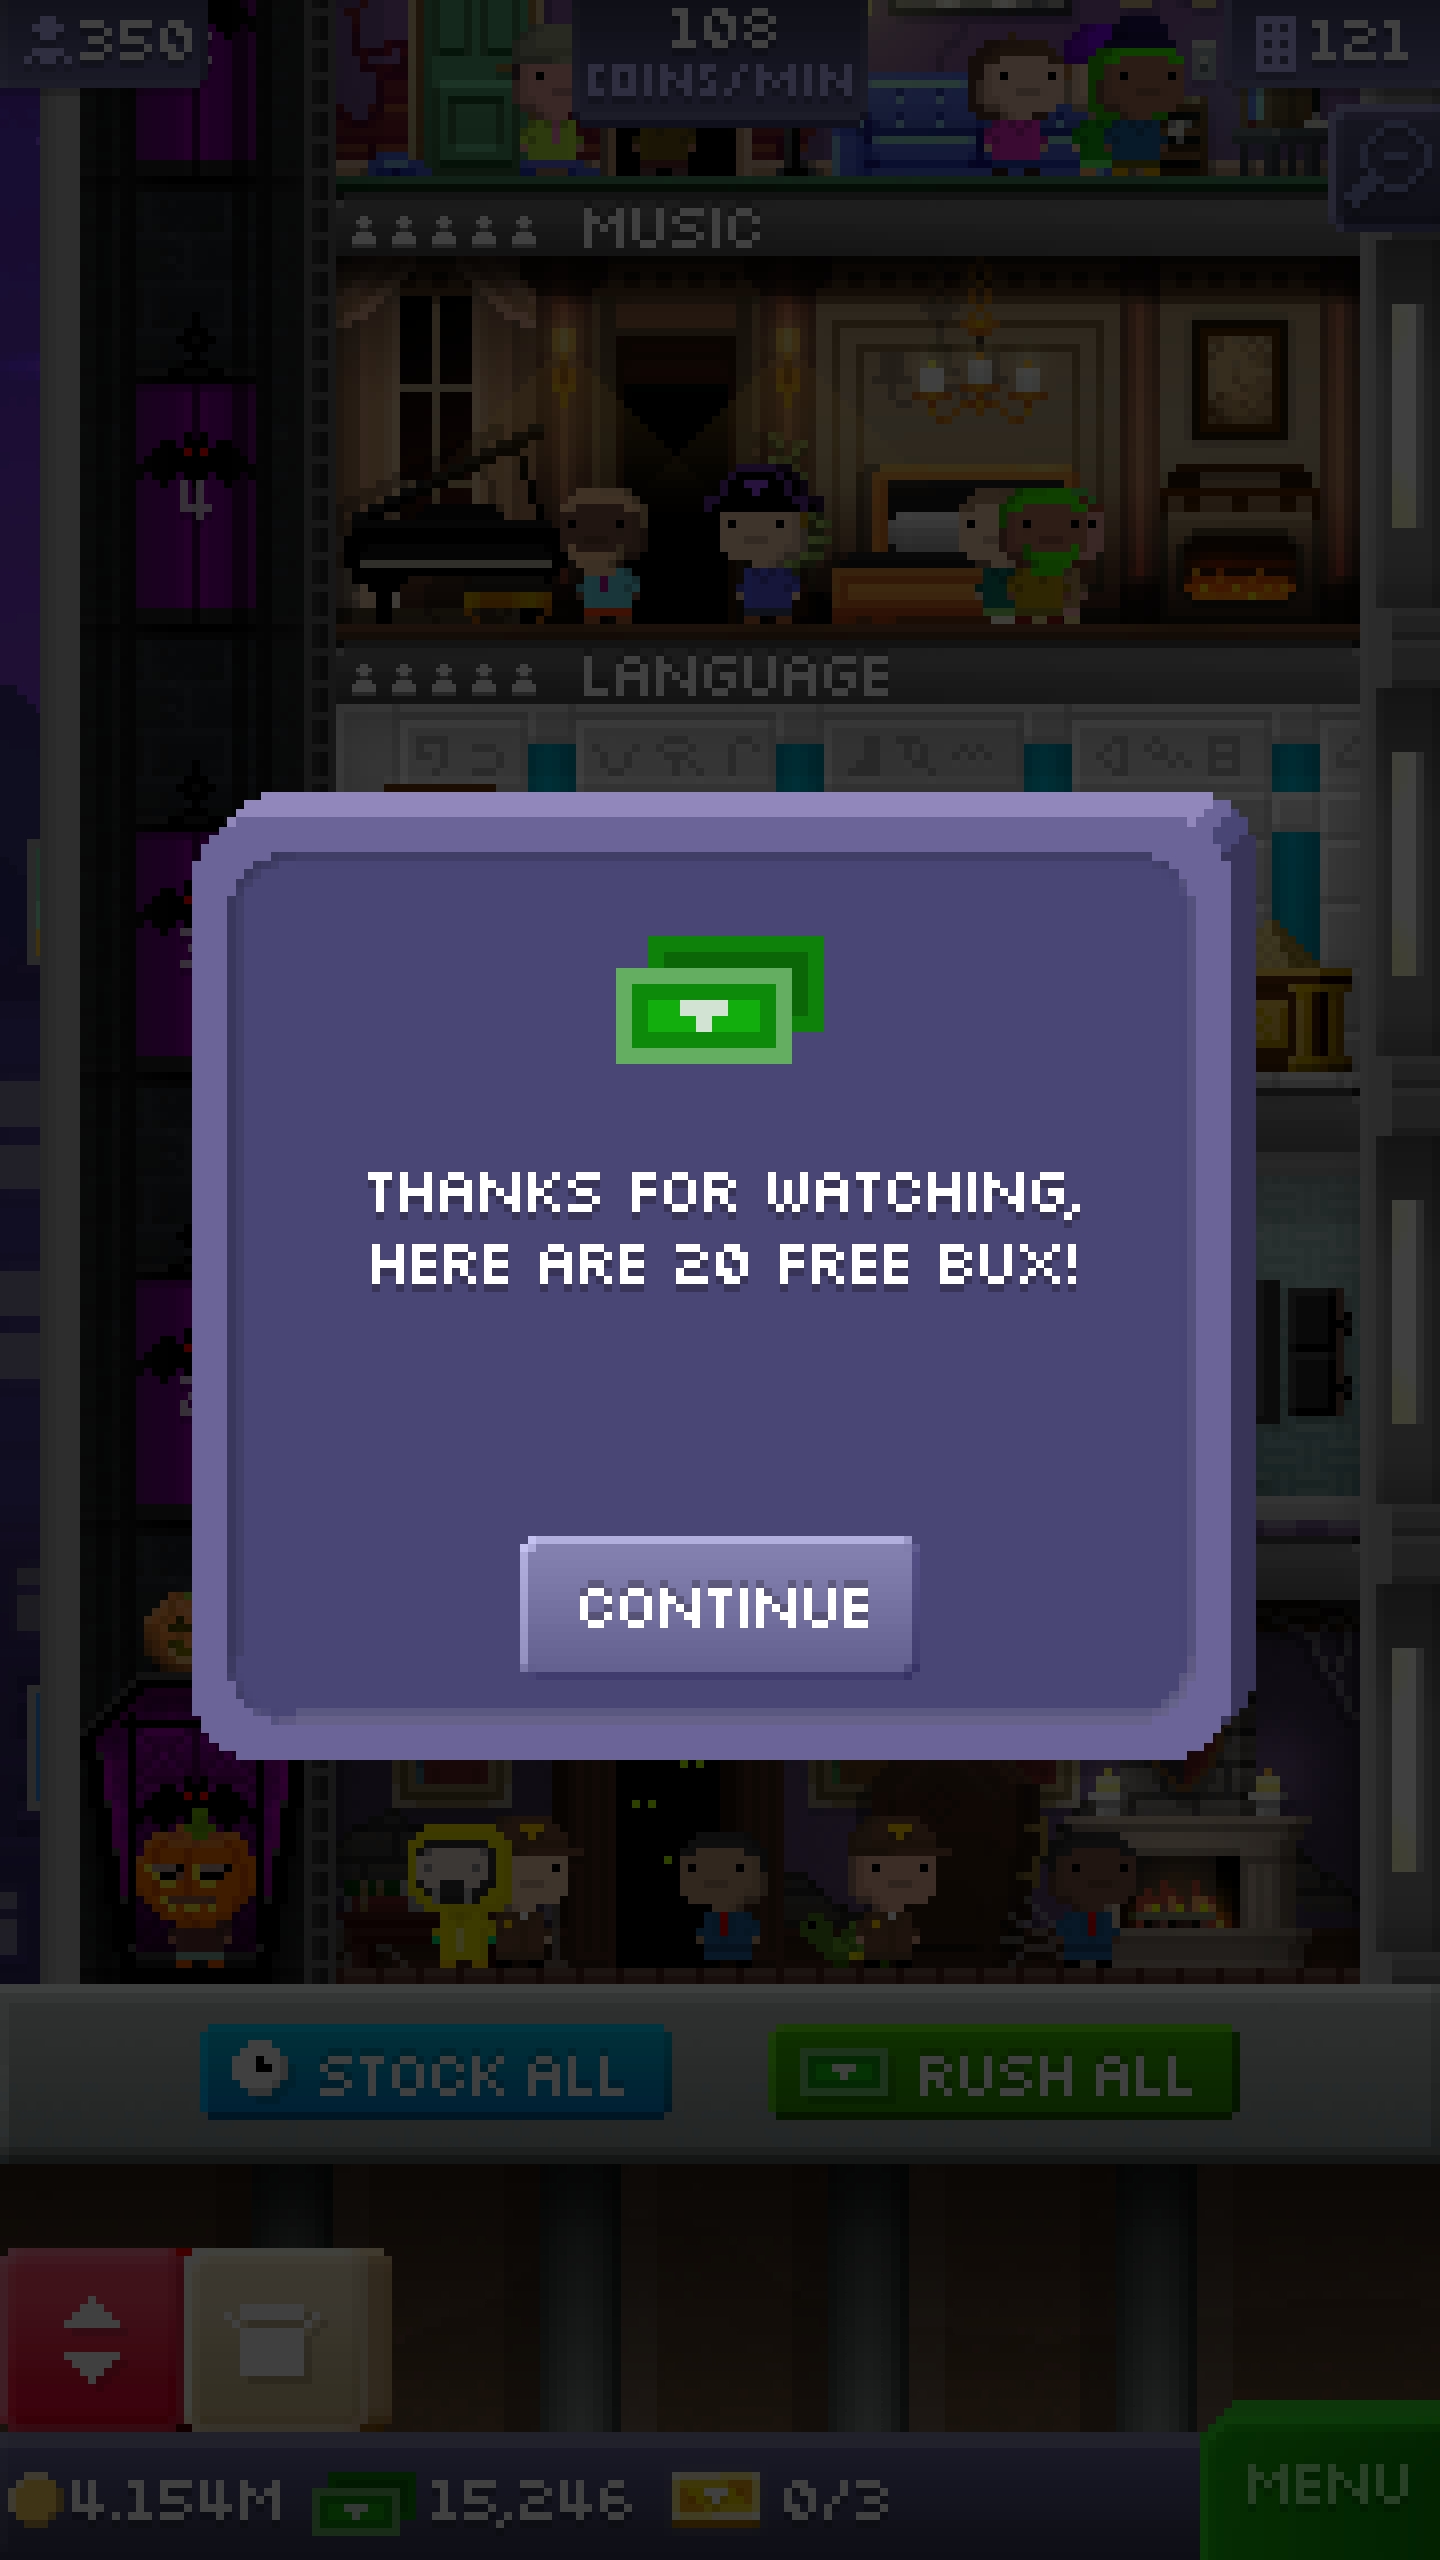 350
108
COINS/MIN
121
MUSIC
4
LANGUAGE
THANKS FOR WATCHING,
HERE ARE 20 FREE BUX!
CONTINUE
STOCK ALL
RUSH ALL
4.154M
15,246
0/3
MENU